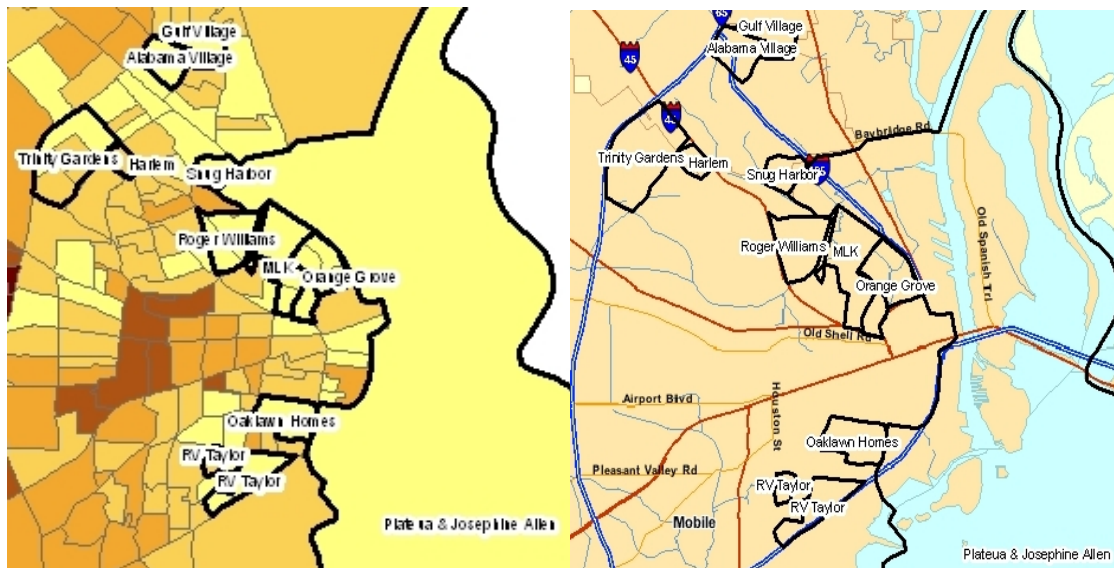 Gulf Village
Alabama Village
Trinity Gardens
Harlem
Snug Harbor
Roger Williams
MLK
Orange Grove
Oaklawn Homes
RV Taylor
RV Taylor
Plateua & Josephine Allen
65
Gulf Village
Alabama Village
45
Trinity Gardens
Harlem
Baybridge Rd
Snug Harbor
Old Spanish Trl
Roger Williams
MLK
Orange Grove
Old Shell Rd
Airport Blvd
Houston St
Oaklawn Homes
Pleasant Valley Rd
RV Taylor
RV Taylor
Mobile
Plateua & Josephine Allen